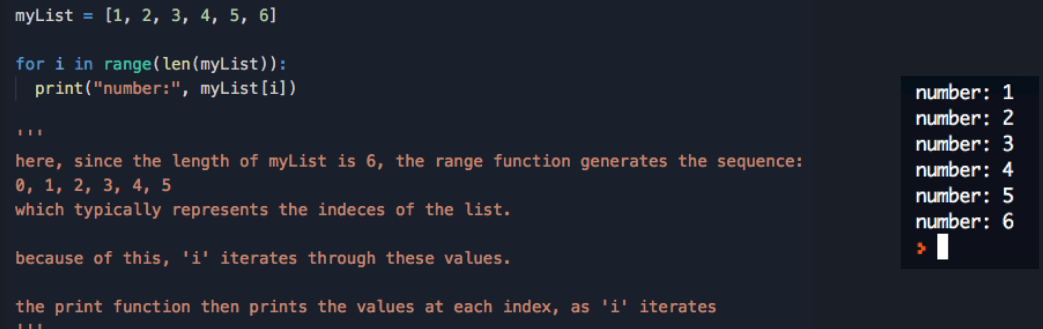 myList = [1, 2, 3, 4, 5, 6]
for i in range(len(myList)):
print("number:", myList[i])
'''
here, since the length of myList is 6, the range function generates the sequence:
0, 1, 2, 3, 4, 5
which typically represents the indeces of the list.
because of this, 'i' iterates through these values.
the print function then prints the values at each index, as 'i' iterates
'''
number: 1
number: 2
number: 3
number: 4
number: 5
number: 6
>